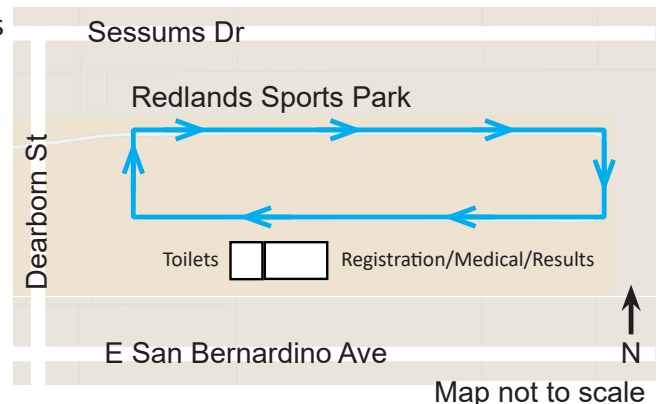 Sessums Dr
Redlands Sports Park
Dearborn St
Toilets
Registration/Medical/Results
E San Bernardino Ave
N
Map not to scale